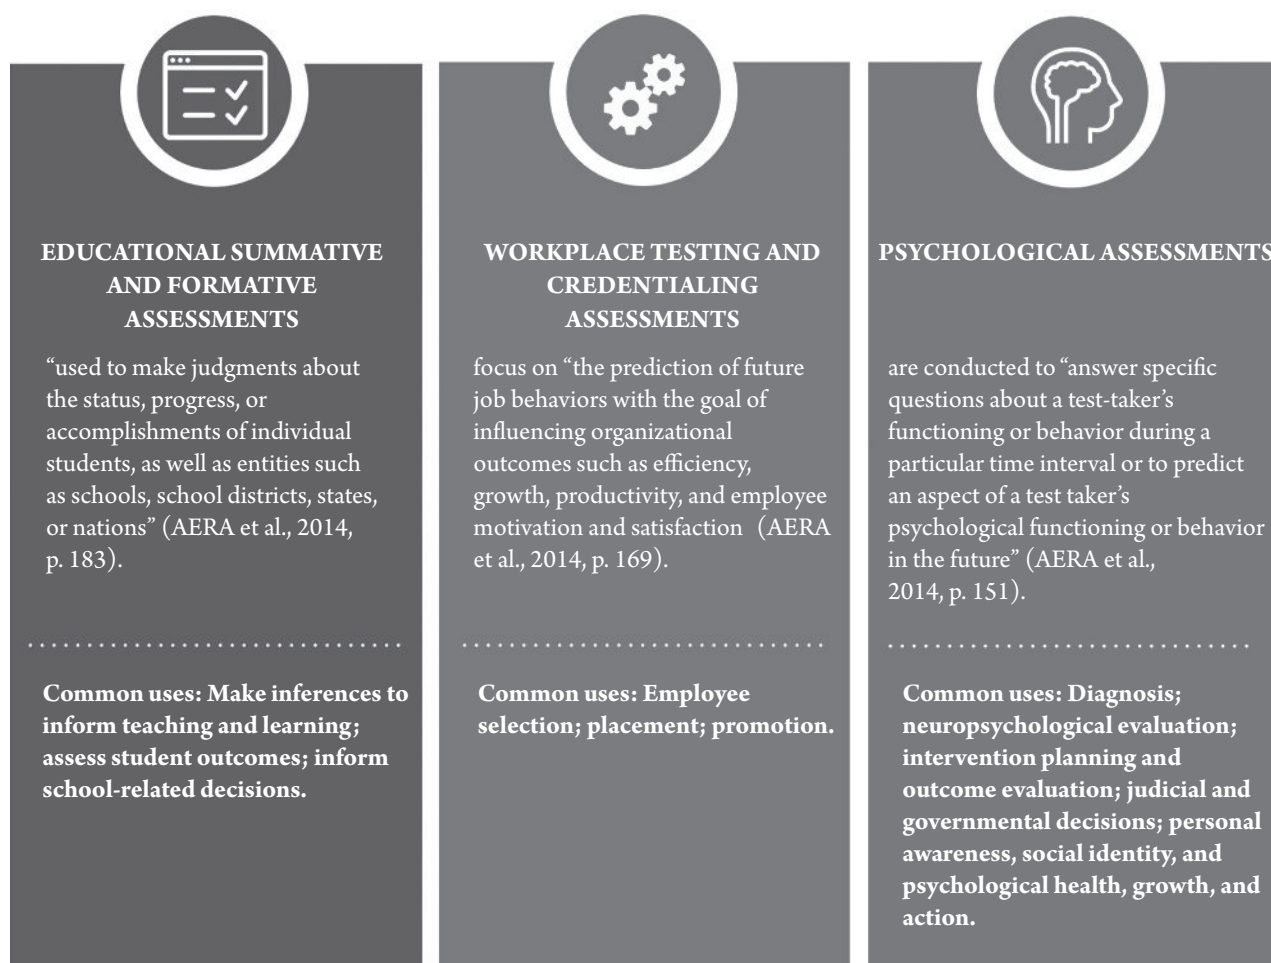 EDUCATIONAL SUMMATIVE
AND FORMATIVE
ASSESSMENTS
“used to make judgments about
the status, progress, or
accomplishments of individual
students, as well as entities such
as schools, school districts, states,
or nations” (AERA et al., 2014,
p. 183).
Common uses: Make inferences to
inform teaching and learning;
assess student outcomes; inform
school-related decisions.
WORKPLACE TESTING AND
CREDENTIALING
ASSESSMENTS
focus on “the prediction of future
job behaviors with the goal of
influencing organizational
outcomes such as efficiency,
growth, productivity, and employee
motivation and satisfaction (AERA
et al., 2014, p. 169).
Common uses: Employee
selection; placement; promotion.
PSYCHOLOGICAL ASSESSMENTS
are conducted to “answer specific
questions about a test-taker’s
functioning or behavior during a
particular time interval or to predict
an aspect of a test taker’s
psychological functioning or behavior
in the future” (AERA et al.,
2014, p. 151).
Common uses: Diagnosis;
neuropsychological evaluation;
intervention planning and
outcome evaluation; judicial and
governmental decisions; personal
awareness, social identity, and
psychological health, growth, and
action.